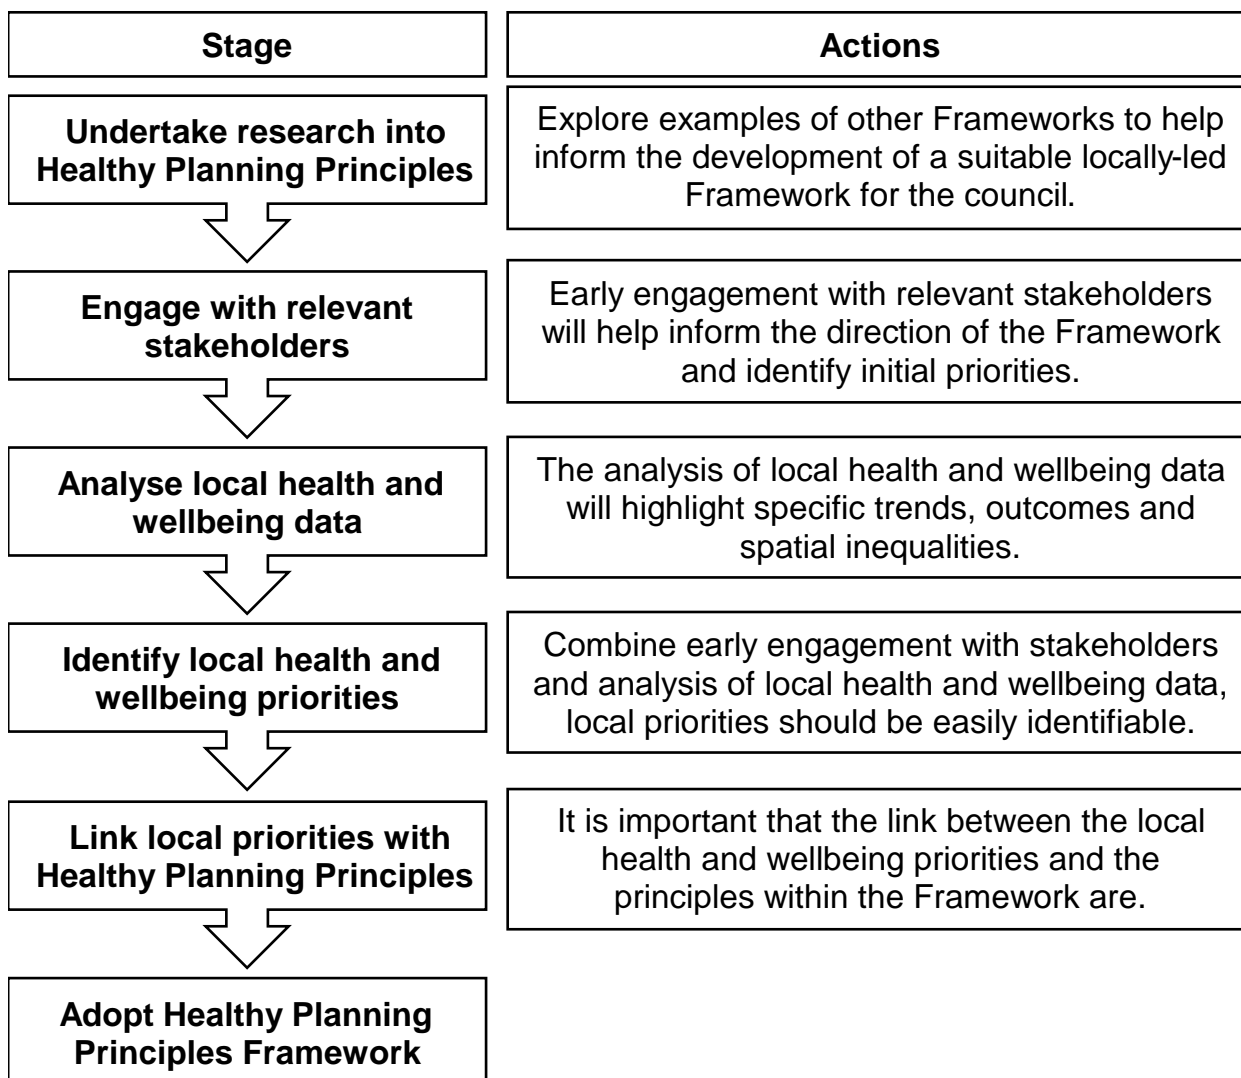 Stage
Actions
Undertake research into
Healthy Planning Principles
Explore examples of other Frameworks to help
inform the development of a suitable locally-led
Framework for the council.
Engage with relevant
stakeholders
Early engagement with relevant stakeholders
will help inform the direction of the Framework
and identify initial priorities.
Analyse local health and
wellbeing data
The analysis of local health and wellbeing data
will highlight specific trends, outcomes and
spatial inequalities.
Identify local health and
wellbeing priorities
Combine early engagement with stakeholders
and analysis of local health and wellbeing data,
local priorities should be easily identifiable.
Link local priorities with
Healthy Planning Principles
It is important that the link between the local
health and wellbeing priorities and the
principles within the Framework are.
Adopt Healthy Planning
Principles Framework